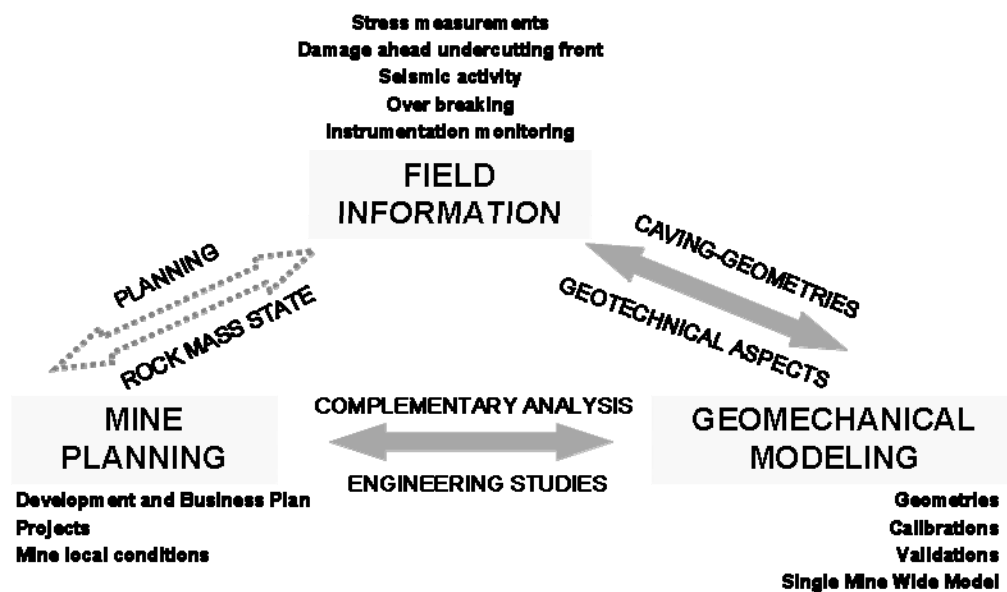 Stress measurements
Damage ahead undercutting front
Seismic activity
Over breaking
Instrumentation monitoring
FIELD
INFORMATION
PLANNING
ROCK MASS STATE
CAVING-GEOMETRIES
GEOTECHNICAL ASPECTS
MINE
PLANNING
COMPLEMENTARY ANALYSIS
ENGINEERING STUDIES
GEOMECHANICAL
MODELING
Development and Business Plan
Projects
Mine local conditions
Geometries
Calibrations
Validations
Single Mine Wide Model